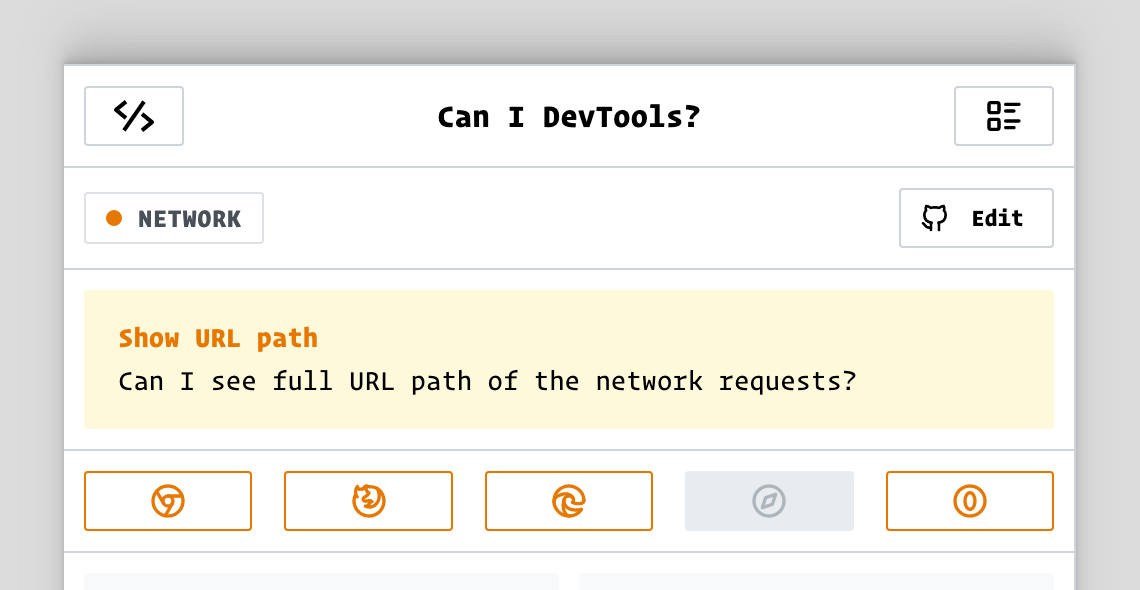 Can I DevTools?
NETWORK
Edit
Show URL path
Can I see full URL path of the network requests?